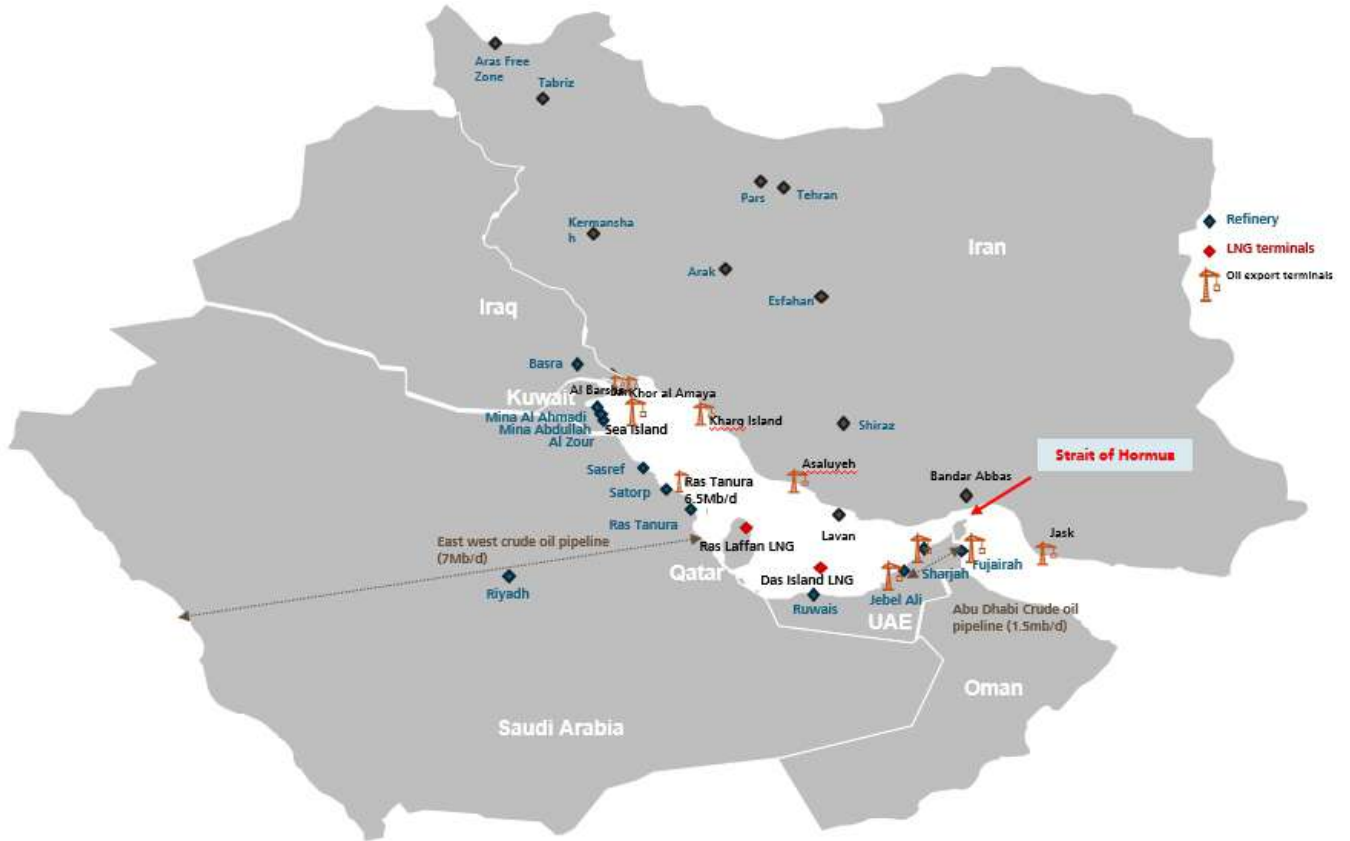 Aras Free
Zone
Tabriz
Pars
Tehran
Kermansha
h
Iran
Refinery
LNG terminals
Oil export terminals
Arak
Esfahan
Iraq
Basra
Kuwait
Al
Khor al Amaya
Mina Al Ahmadi
Mina Abdullah
Sea Island
Al Zour
Kharg Island
Shiraz
Strait of Hormus
Sasref
Asaluyeh
Bandar Abbas
Satorp
Ras Tanura
6.5Mb/d
Ras Tanura
Lavan
Jask
East west crude oil pipeline
(7Mb/d)
Ras Laffan LNG
Qatar
Das Island LNG
Sharjah
Fujairah
Riyadh
Ruwais
Jebel Ali
UAE
Abu Dhabi Crude oil
pipeline (1.5mb/d)
Oman
Saudi Arabia